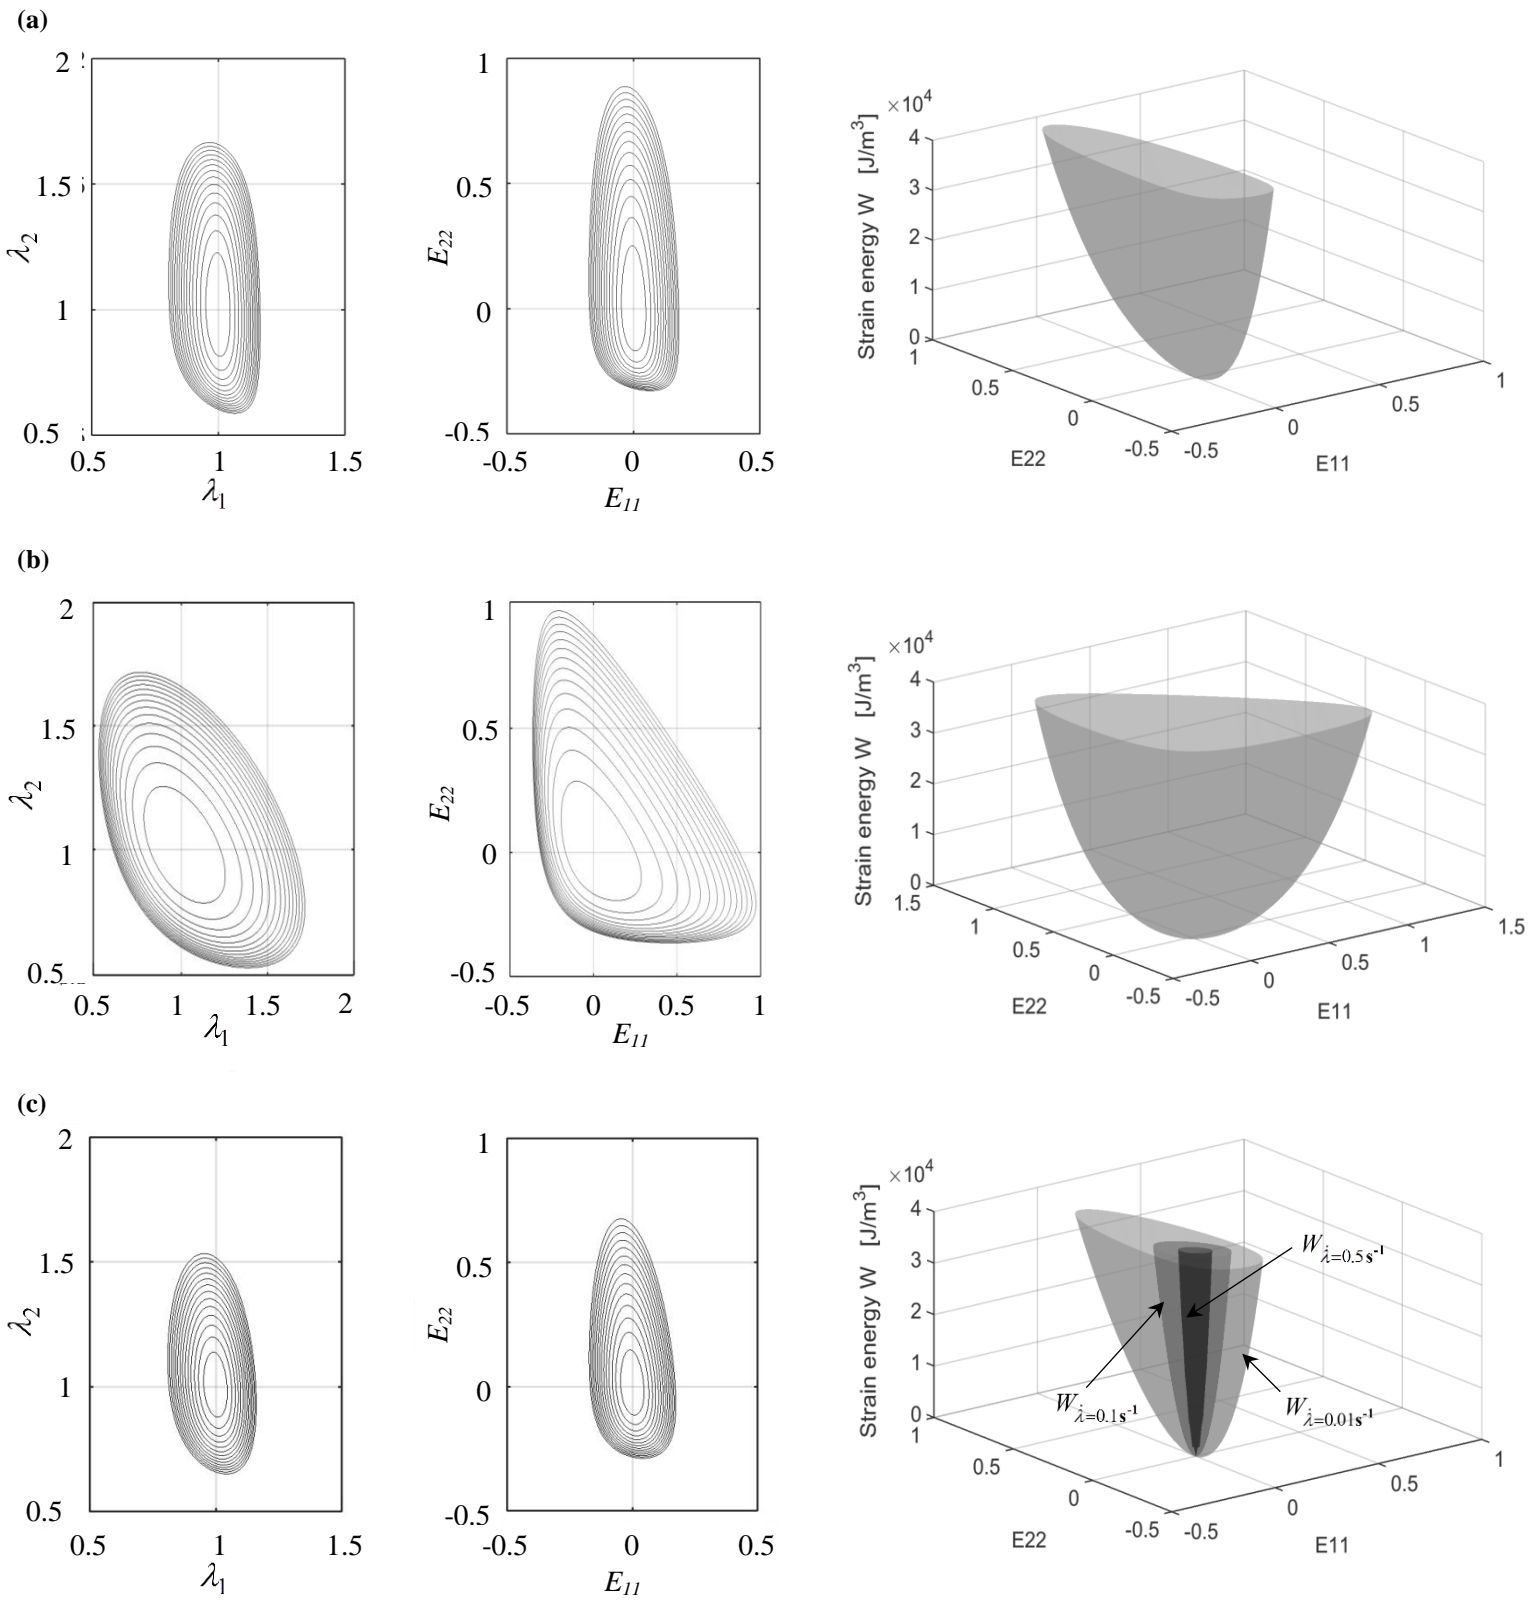 (a)
2
1.5
1
0.5
λ2
0.5 1 1.5
λ1
1
0.5
0
-0.5
E22
-0.5 0 0.5
E11
×10^4
Strain energy W [J/m^3]
4
3
2
1
0
1
0.5
0
-0.5
E22
-0.5
0
0.5
1
E11
(b)
2
1.5
1
0.5
λ2
0.5 1 1.5 2
λ1
1
0.5
0
-0.5
E22
-0.5 0 0.5 1
E11
×10^4
Strain energy W [J/m^3]
4
3
2
1
0
1.5
1
0.5
0
-0.5
E22
-0.5
0
0.5
1
1.5
E11
(c)
2
1.5
1
0.5
λ2
0.5 1 1.5
λ1
1
0.5
0
-0.5
E22
-0.5 0 0.5
E11
×10^4
Strain energy W [J/m^3]
4
3
2
1
0
1
0.5
0
-0.5
E22
-0.5
0
0.5
1
E11
W λ̇=0.5s^-1
W λ̇=0.1s^-1
W λ̇=0.01s^-1